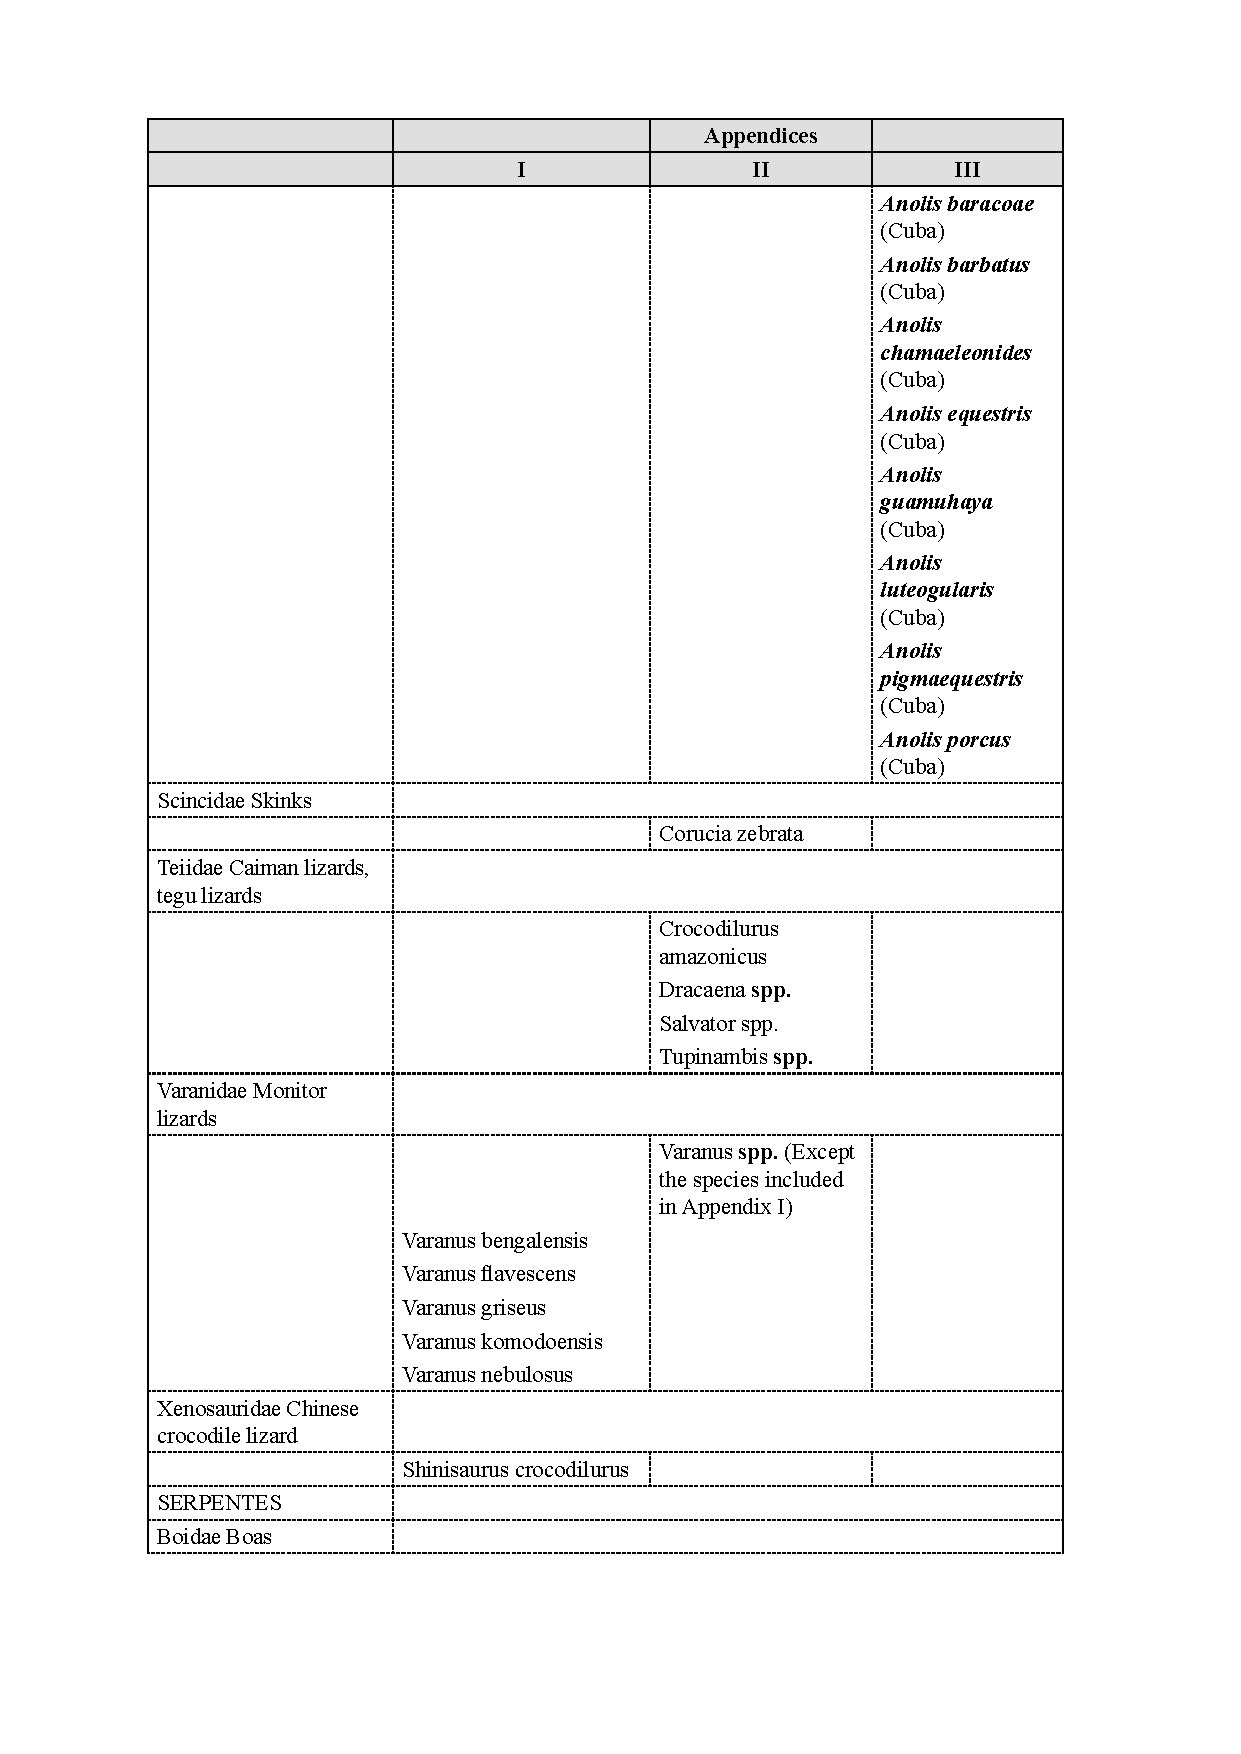 Appendices
I II III
Anolis baracoae
(Cuba)
Anolis barbatus
(Cuba)
Anolis
chamaeleonides
(Cuba)
Anolis equestris
(Cuba)
Anolis
guamuhaya
(Cuba)
Anolis
luteogularis
(Cuba)
Anolis
pigmaequestris
(Cuba)
Anolis porcus
(Cuba)
Scincidae Skinks
Corucia zebrata
Teiidae Caiman lizards,
tegu lizards
Crocodilurus
amazonicus
Dracaena spp.
Salvator spp.
Tupinambis spp.
Varanidae Monitor
lizards
Varanus spp. (Except
the species included
in Appendix I)
Varanus bengalensis
Varanus flavescens
Varanus griseus
Varanus komodoensis
Varanus nebulosus
Xenosauridae Chinese
crocodile lizard
Shinisaurus crocodilurus
SERPENTES
Boidae Boas